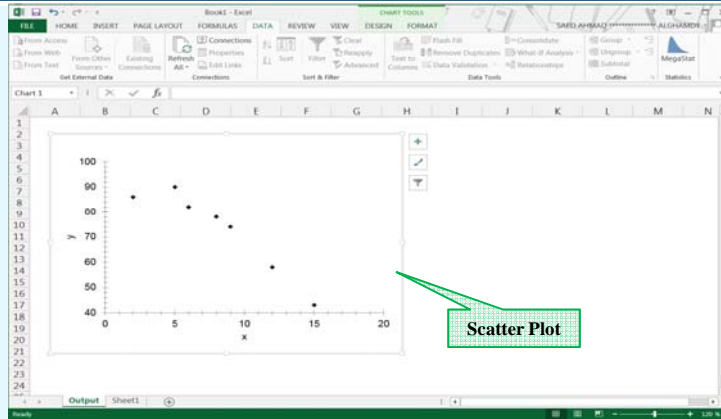 Book1 - Excel
CHART TOOLS
FILE HOME INSERT PAGE LAYOUT FORMULAS DATA REVIEW VIEW DESIGN FORMAT SAEED AHMAD ALGHAMDI
From Access
From Web
From Text
From Other Sources
Existing Connections
Get External Data
Refresh All
Connections
Properties
Edit Links
Connections
Sort
Filter
Clear
Reapply
Advanced
Sort & Filter
Text to Columns
Flash Fill
Remove Duplicates
Data Validation
Consolidate
What-If Analysis
Relationships
Data Tools
Group
Ungroup
Subtotal
Outline
MegaStat
Statistics
Chart 1
fx
A B C D E F G H I J K L M N
1
2
3
4
5
6
7
8
9
10
11
12
13
14
15
16
17
18
19
20
21
22
23
24
100
90
80
70
60
50
40
y
0 5 10 15 20
x
Scatter Plot
Output Sheet1
Ready
120 %